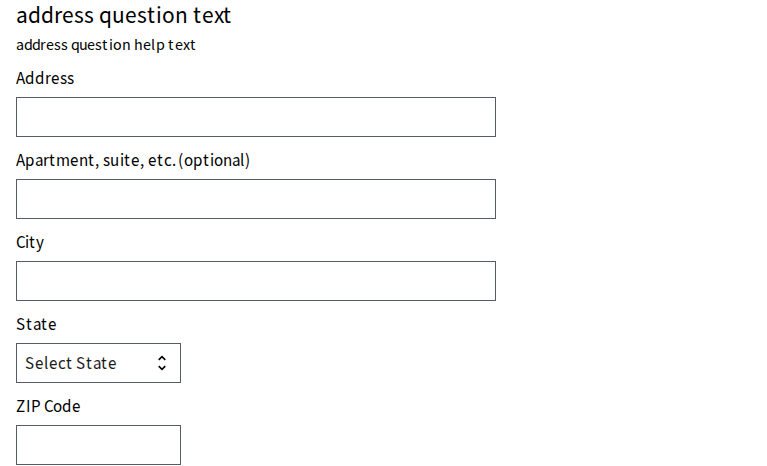 address question text
address question help text
Address
Apartment, suite, etc. (optional)
City
State
Select State
ZIP Code